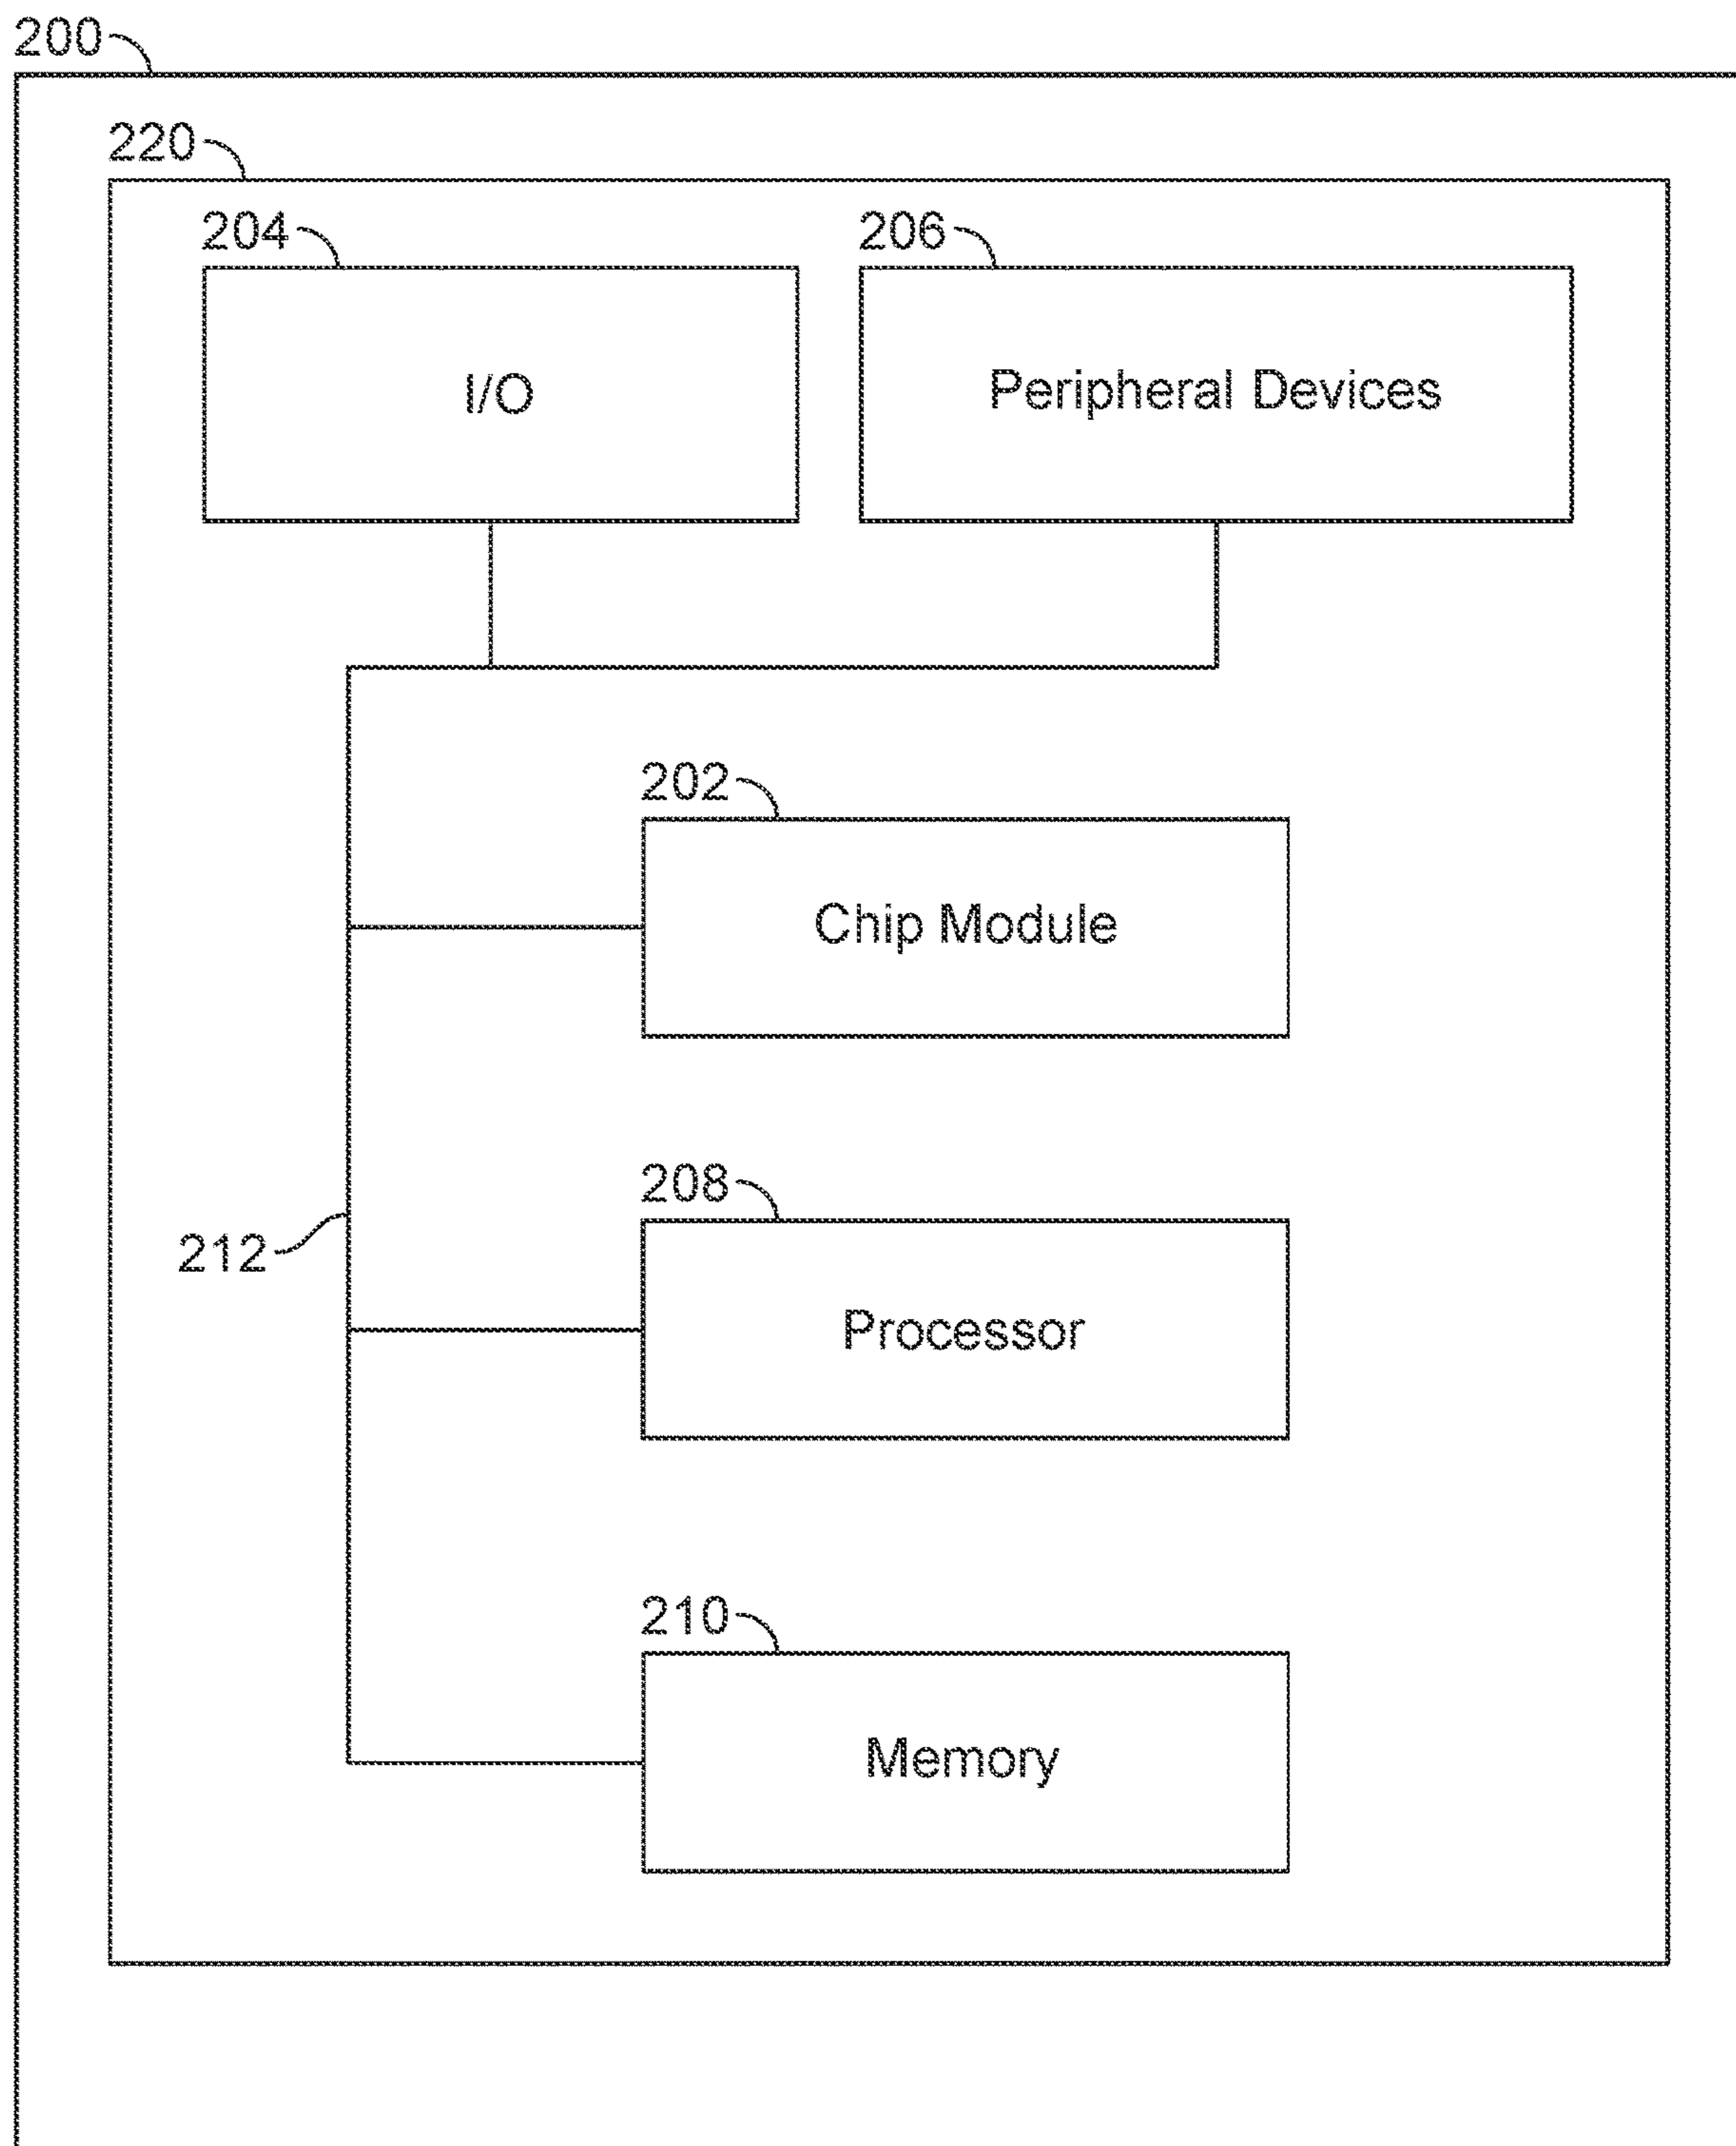 200
220
204
206
I/O
Peripheral Devices
202
Chip Module
208
212
Processor
210
Memory